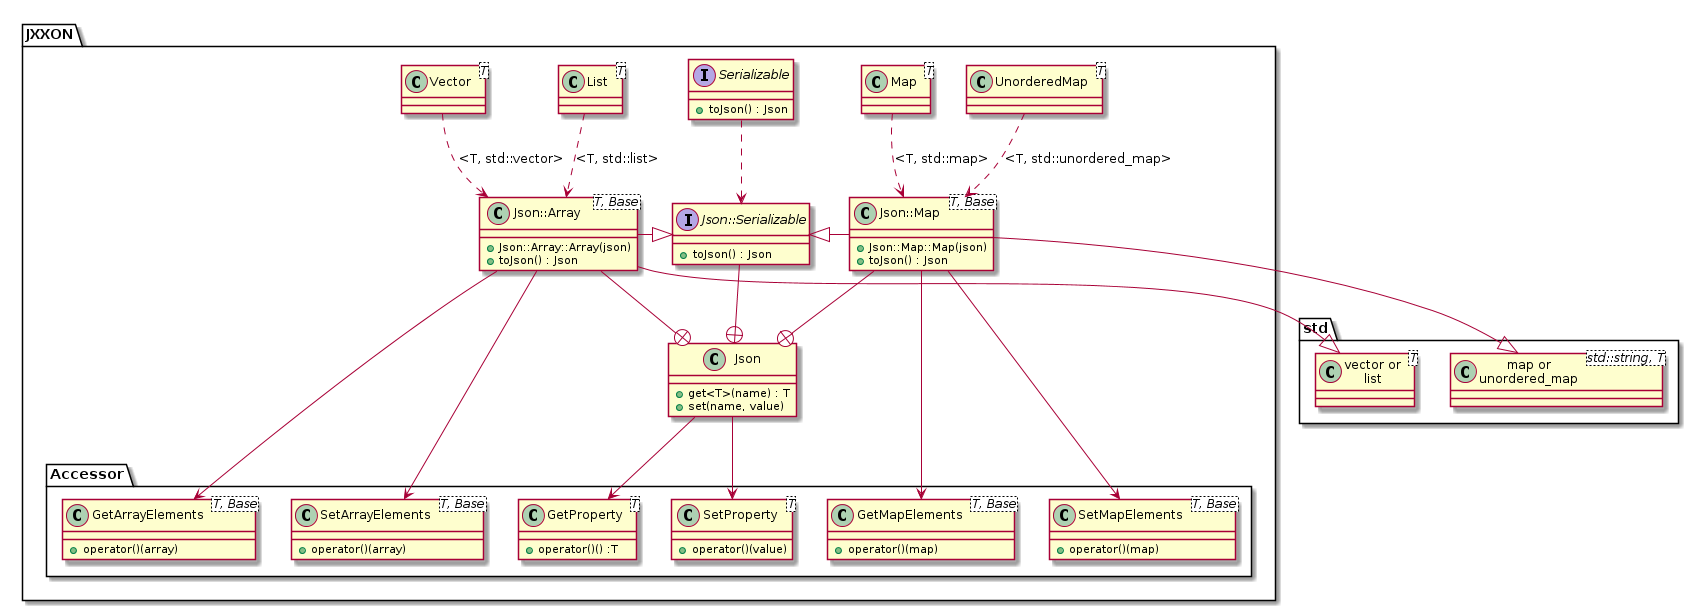 JXXON
C Vector T
C List T
I Serializable
+ toJson() : Json
C Map T
C UnorderedMap T
<T, std::vector>
<T, std::list>
<T, std::map>
<T, std::unordered_map>
C Json::Array T, Base
Json::Array::Array(json)
toJson() : Json
I Json::Serializable
toJson() : Json
C Json::Map T, Base
Json::Map::Map(json)
toJson() : Json
std
C vector or
list
T
C map or
unordered_map
std::string, T
C Json
get<T>(name) : T
set(name, value)
Accessor
C GetArrayElements T, Base
operator()(array)
C SetArrayElements T, Base
operator()(array)
C GetProperty T
operator()() :T
C SetProperty T
operator()(value)
C GetMapElements T, Base
operator()(map)
C SetMapElements T, Base
operator()(map)